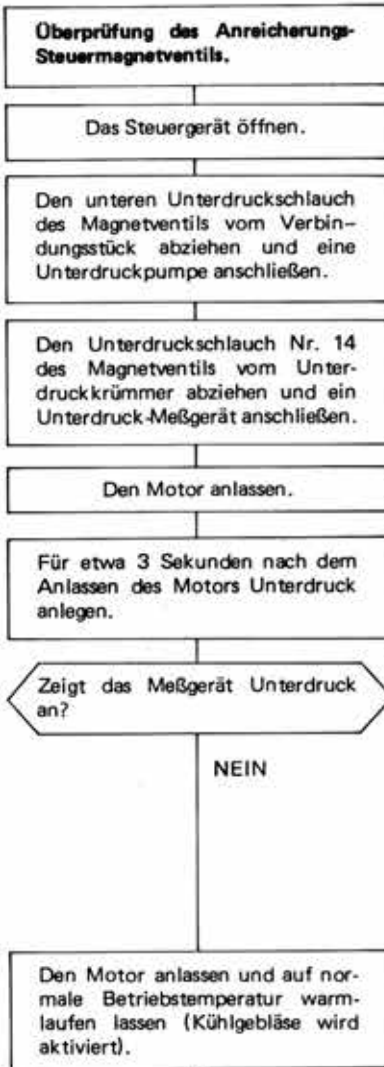 Überprüfung des Anreicherungs-
Steuermagnetventils.
Das Steuergerät öffnen.
Den unteren Unterdruckschlauch
des Magnetventils vom Verbin-
dungsstück abziehen und eine
Unterdruckpumpe anschließen.
Den Unterdruckschlauch Nr. 14
des Magnetventils vom Unter-
druckkrümmer abziehen und ein
Unterdruck-Meßgerät anschließen.
Den Motor anlassen.
Für etwa 3 Sekunden nach dem
Anlassen des Motors Unterdruck
anlegen.
Zeigt das Meßgerät Unterdruck
an?
NEIN
Den Motor anlassen und auf nor-
male Betriebstemperatur warm-
laufen lassen (Kühlgebläse wird
aktiviert).